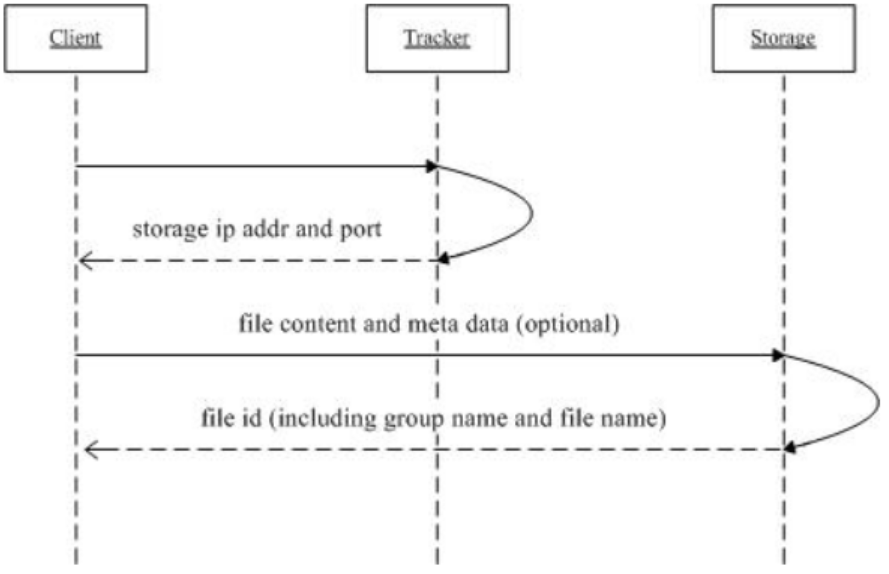 Client
Tracker
Storage
storage ip addr and port
file content and meta data (optional)
file id (including group name and file name)